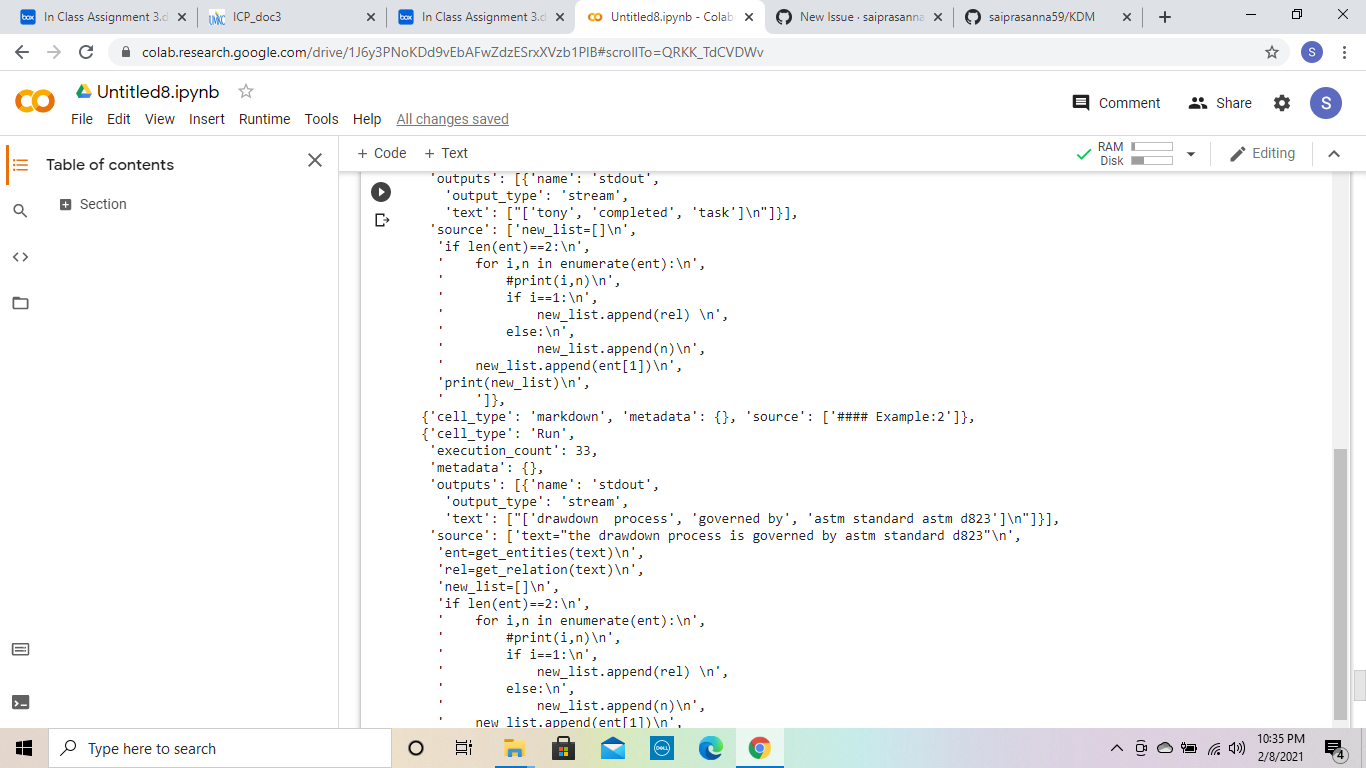 In Class Assignment 3.d
ICP_doc3
In Class Assignment 3.d
Untitled8.ipynb - Colab
New Issue · saiprasanna
saiprasanna59/KDM
colab.research.google.com/drive/1J6y3PNoKDd9vEbAFwZdzESrxXVzb1PlB#scrollTo=QRKK_TdCVDWv
S
Untitled8.ipynb
File Edit View Insert Runtime Tools Help All changes saved
Comment
Share
S
Table of contents
Section
+ Code + Text
RAM
Disk
Editing
'outputs': [{'name': 'stdout',
'output_type': 'stream',
'text': ["['tony', 'completed', 'task']\n"]}],
'source': ['new_list=[]\n',
'if len(ent)==2:\n',
'    for i,n in enumerate(ent):\n',
'        #print(i,n)\n',
'        if i==1:\n',
'            new_list.append(rel) \n',
'        else:\n',
'            new_list.append(n)\n',
'    new_list.append(ent[1])\n',
'print(new_list)\n',
'    ']},
{'cell_type': 'markdown', 'metadata': {}, 'source': ['#### Example:2']},
{'cell_type': 'Run',
'execution_count': 33,
'metadata': {},
'outputs': [{'name': 'stdout',
'output_type': 'stream',
'text': ["['drawdown  process', 'governed by', 'astm standard astm d823']\n"]}],
'source': ['text="the drawdown process is governed by astm standard d823"\n',
'ent=get_entities(text)\n',
'rel=get_relation(text)\n',
'new_list=[]\n',
'if len(ent)==2:\n',
'    for i,n in enumerate(ent):\n',
'        #print(i,n)\n',
'        if i==1:\n',
'            new_list.append(rel) \n',
'        else:\n',
'            new_list.append(n)\n',
'    new_list.append(ent[1])\n',
Type here to search
DELL
10:35 PM
2/8/2021
4